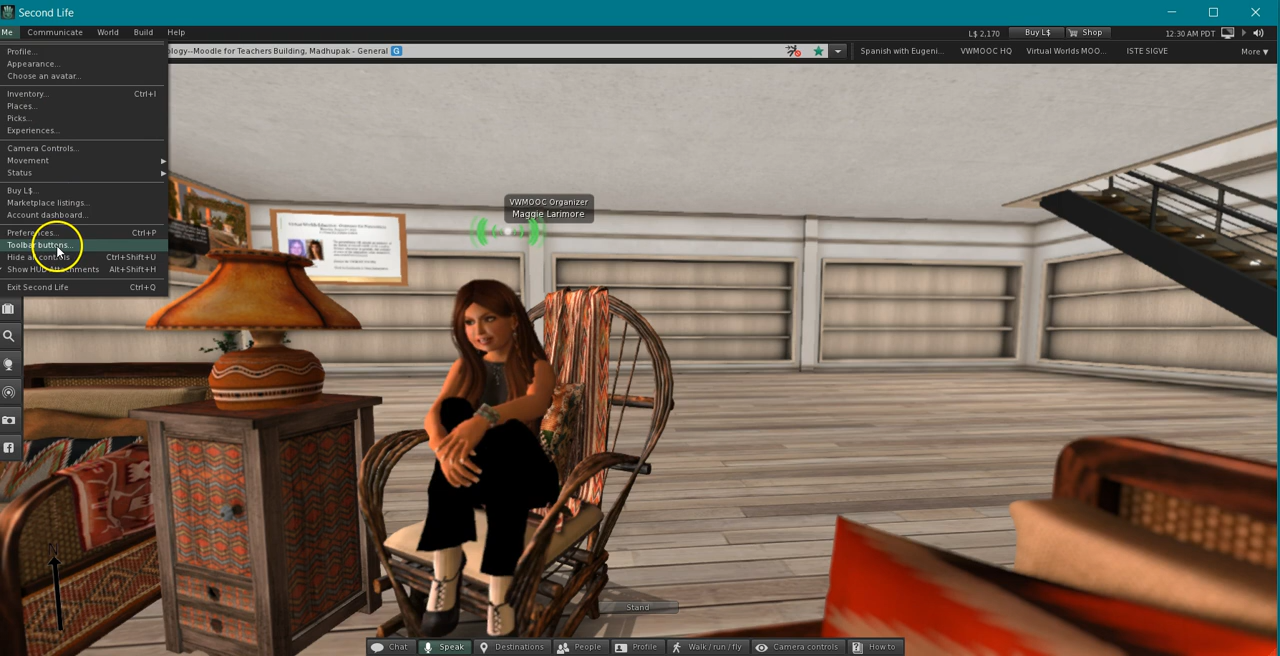 Second Life
Me Communicate World Build Help
L$ 2,170 Buy L$ Shop 12:30 AM PDT
ology--Moodle for Teachers Building, Madhupak - General G
Spanish with Eugeni... VWMOOC HQ Virtual Worlds MOO... ISTE SIGVE More ▾
Profile...
Appearance...
Choose an avatar...
Inventory... Ctrl+I
Places...
Picks...
Experiences...
Camera Controls...
Movement
Status
Buy L$...
Marketplace listings...
Account dashboard...
Preferences... Ctrl+P
Toolbar buttons...
Hide all controls Ctrl+Shift+U
Show HUD Attachments Alt+Shift+H
Exit Second Life Ctrl+Q
VWMOOC Organizer
Maggie Larimore
N
Stand
Chat Speak Destinations People Profile Walk / run / fly Camera controls How to